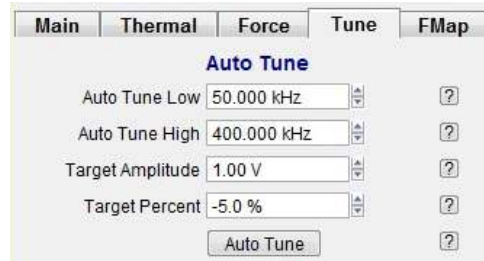 Main Thermal Force Tune FMap
Auto Tune
Auto Tune Low 50.000 kHz ?
Auto Tune High 400.000 kHz ?
Target Amplitude 1.00 V ?
Target Percent -5.0 % ?
Auto Tune ?